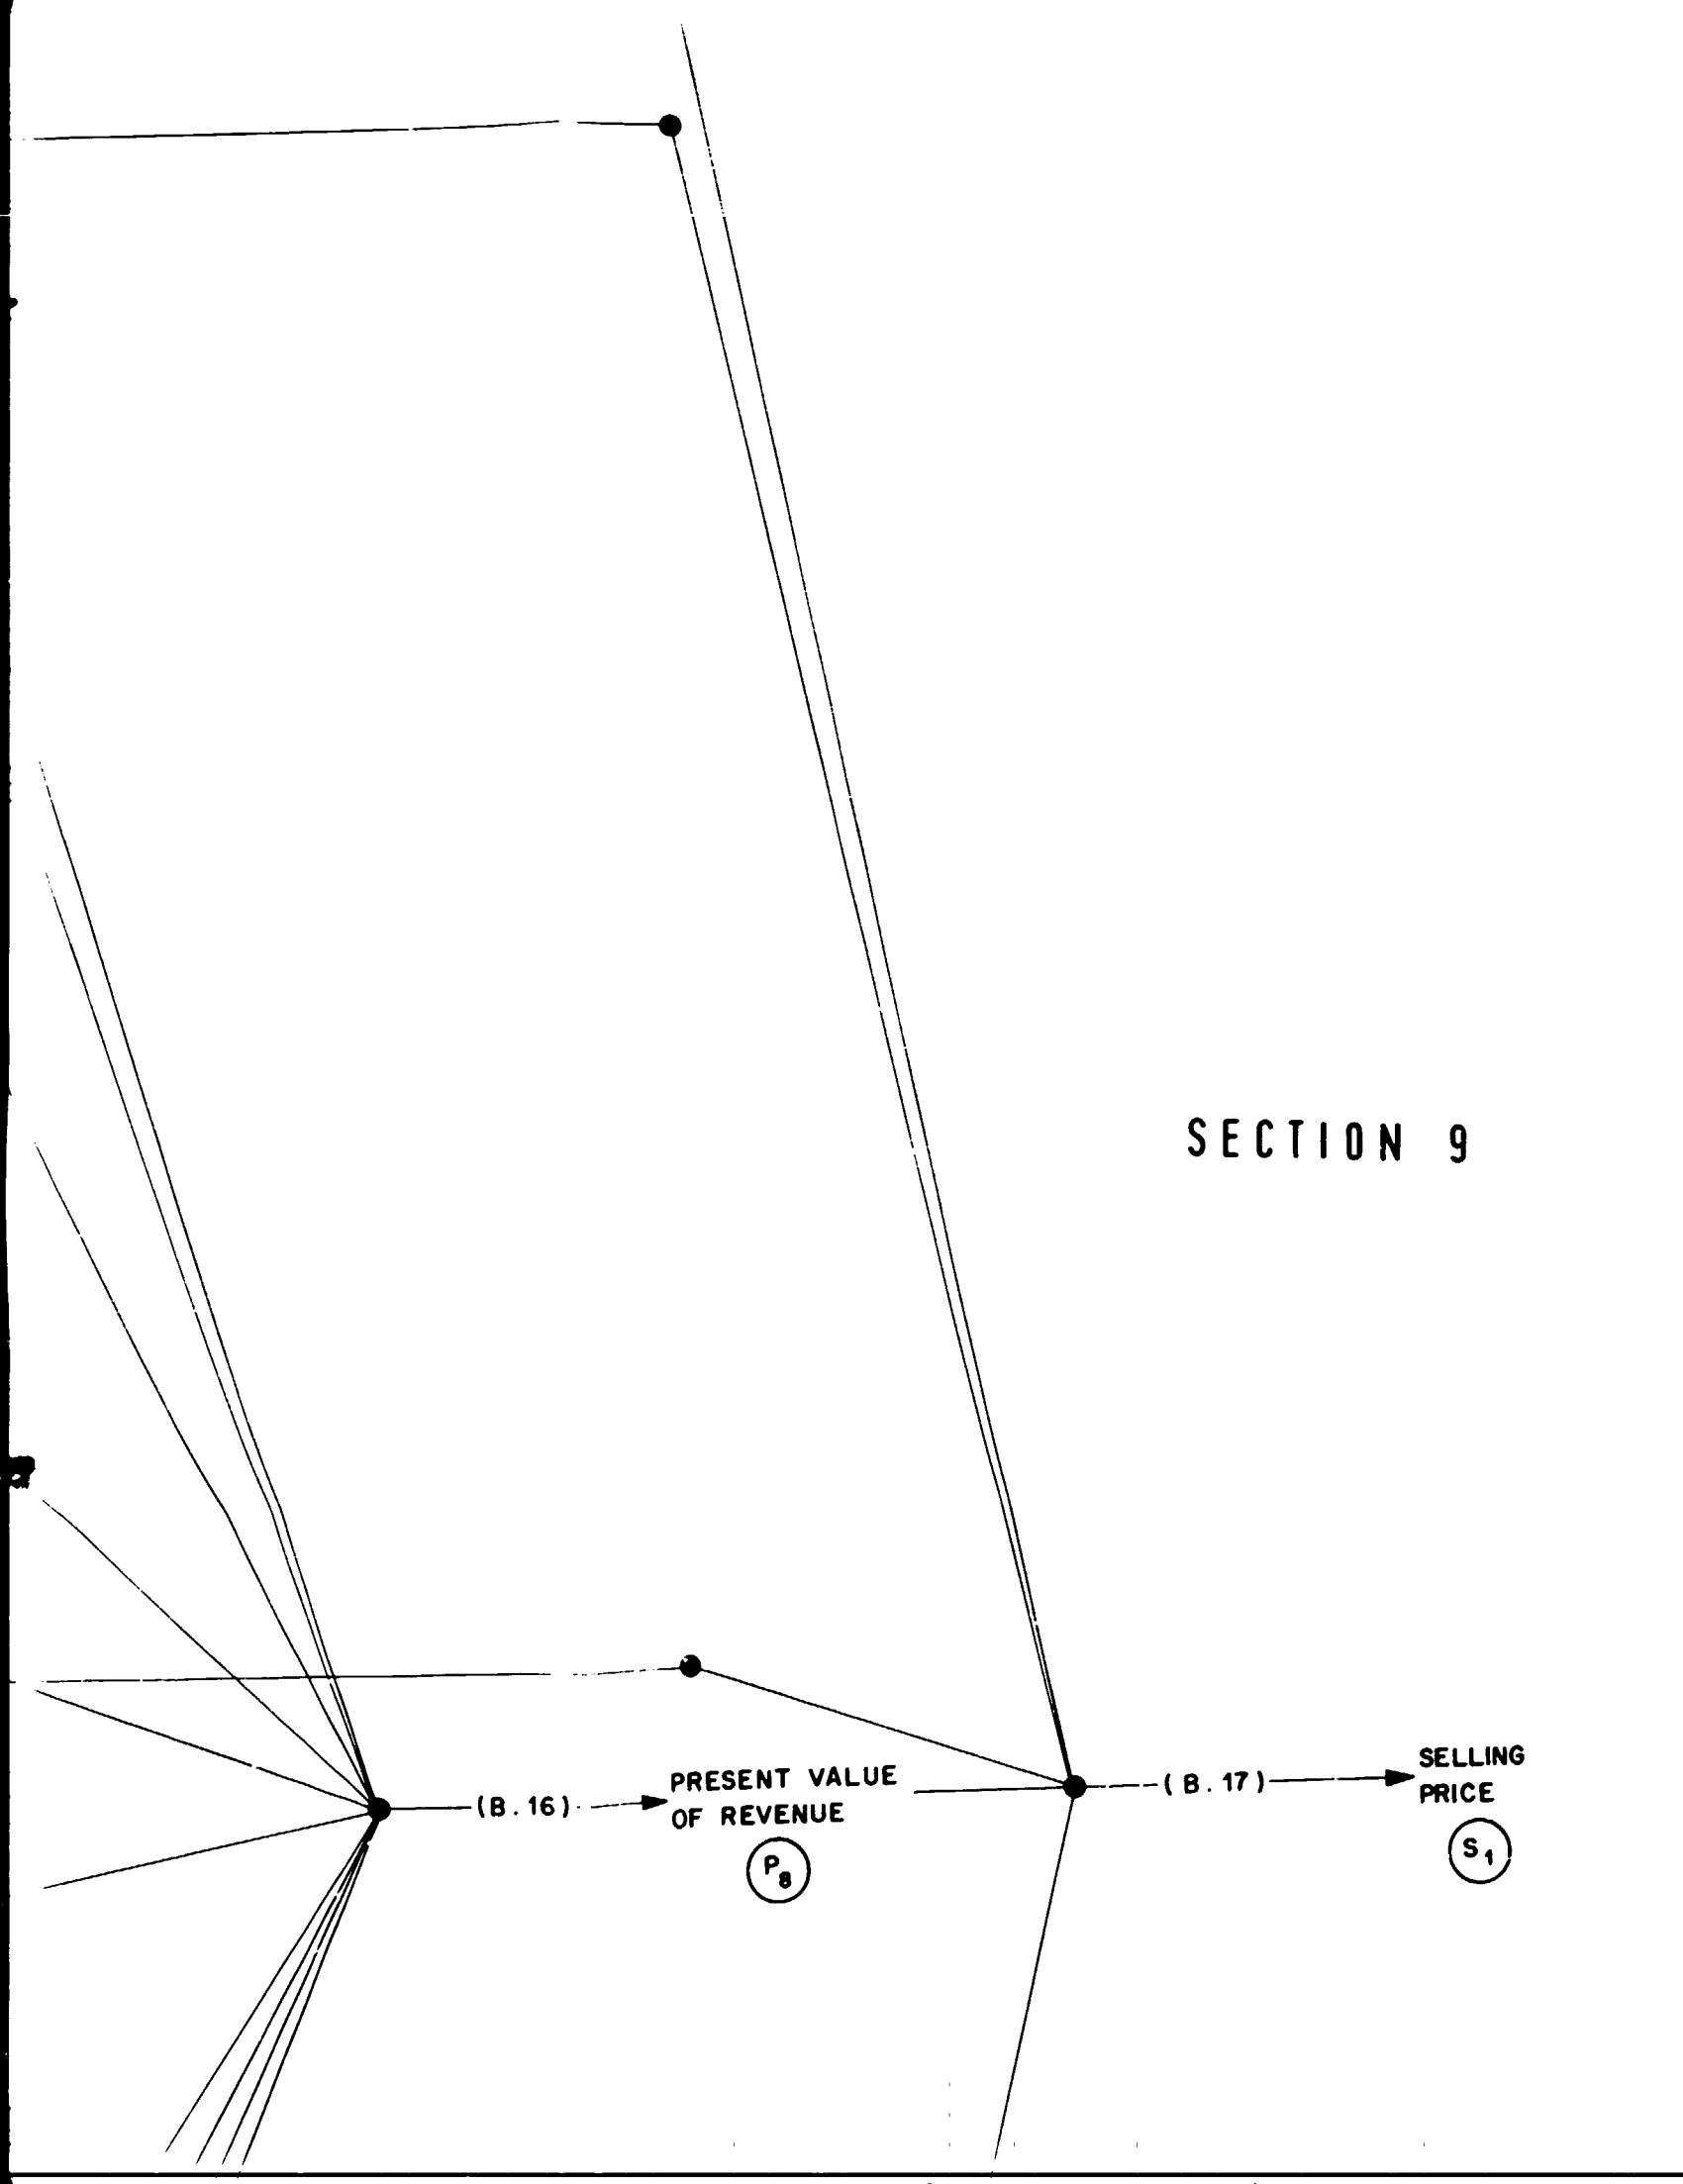 SECTION 9
(B.16)
PRESENT VALUE
OF REVENUE
P8
(B.17)
SELLING
PRICE
S1